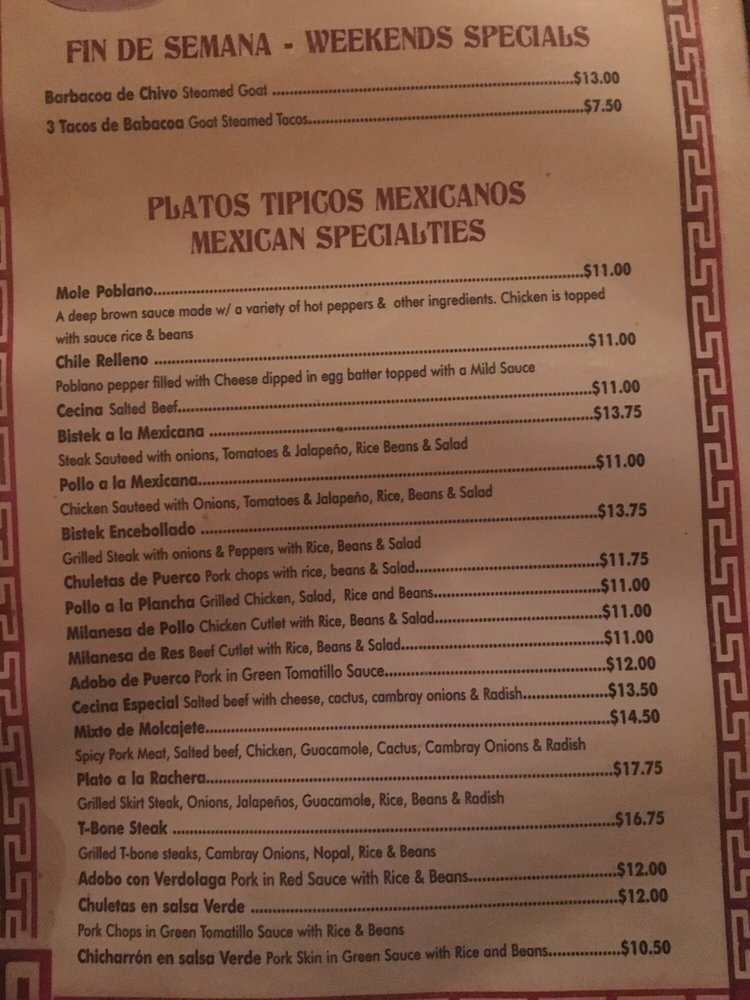 FIN DE SEMANA - WEEKENDS SPECIALS
Barbacoa de Chivo Steamed Goat ........................................................$13.00
3 Tacos de Babacoa Goat Steamed Tacos..................................................$7.50
PLATOS TIPICOS MEXICANOS
MEXICAN SPECIALTIES
Mole Poblano..............................................................................$11.00
A deep brown sauce made w/ a variety of hot peppers & other ingredients. Chicken is topped
with sauce rice & beans
Chile Relleno ..............................................................................$11.00
Poblano pepper filled with Cheese dipped in egg batter topped with a Mild Sauce
Cecina Salted Beef.........................................................................$11.00
Bistek a la Mexicana ......................................................................$13.75
Steak Sauteed with onions, Tomatoes & Jalapeño, Rice Beans & Salad
Pollo a la Mexicana........................................................................$11.00
Chicken Sauteed with Onions, Tomatoes & Jalapeño, Rice, Beans & Salad
Bistek Encebollado ........................................................................$13.75
Grilled Steak with onions & Peppers with Rice, Beans & Salad
Chuletas de Puerco Pork chops with rice, beans & Salad.................................$11.75
Pollo a la Plancha Grilled Chicken, Salad, Rice and Beans..............................$11.00
Milanesa de Pollo Chicken Cutlet with Rice, Beans & Salad..............................$11.00
Milanesa de Res Beef Cutlet with Rice, Beans & Salad...................................$11.00
Adobo de Puerco Pork in Green Tomatillo Sauce.........................................$12.00
Cecina Especial Salted beef with cheese, cactus, cambray onions & Radish................$13.50
Mixto de Molcajete.........................................................................$14.50
Spicy Pork Meat, Salted beef, Chicken, Guacamole, Cactus, Cambray Onions & Radish
Plato a la Rachera.........................................................................$17.75
Grilled Skirt Steak, Onions, Jalapeños, Guacamole, Rice, Beans & Radish
T-Bone Steak ..............................................................................$16.75
Grilled T-bone steaks, Cambray Onions, Nopal, Rice & Beans
Adobo con Verdolaga Pork in Red Sauce with Rice & Beans...............................$12.00
Chuletas en salsa Verde ...................................................................$12.00
Pork Chops in Green Tomatillo Sauce with Rice & Beans
Chicharrón en salsa Verde Pork Skin in Green Sauce with Rice and Beans................$10.50